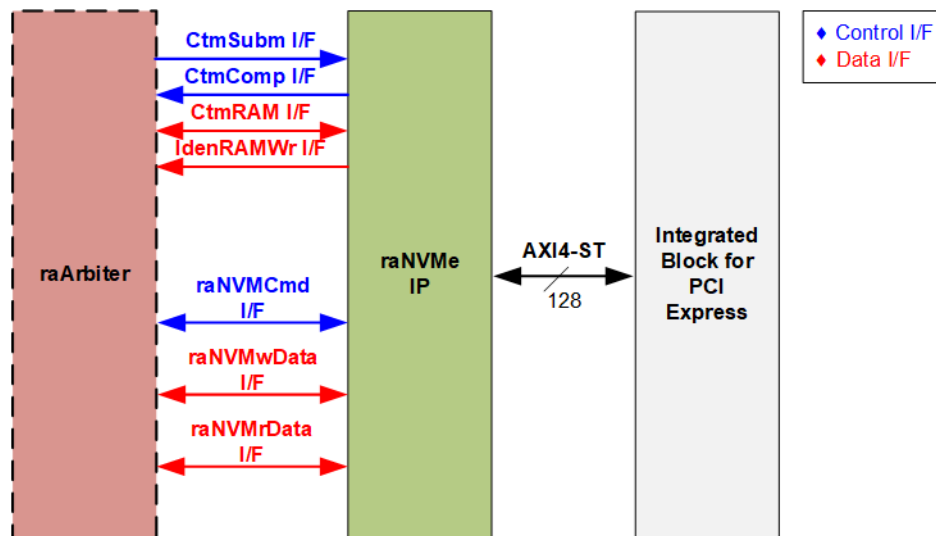 CtmSubm I/F
CtmComp I/F
CtmRAM I/F
IdenRAMWr I/F
raArbiter
raNVMCmd
I/F
raNVMwData
I/F
raNVMrData
I/F
raNVMe
IP
AXI4-ST
128
Integrated
Block for
PCI
Express
♦ Control I/F
♦ Data I/F